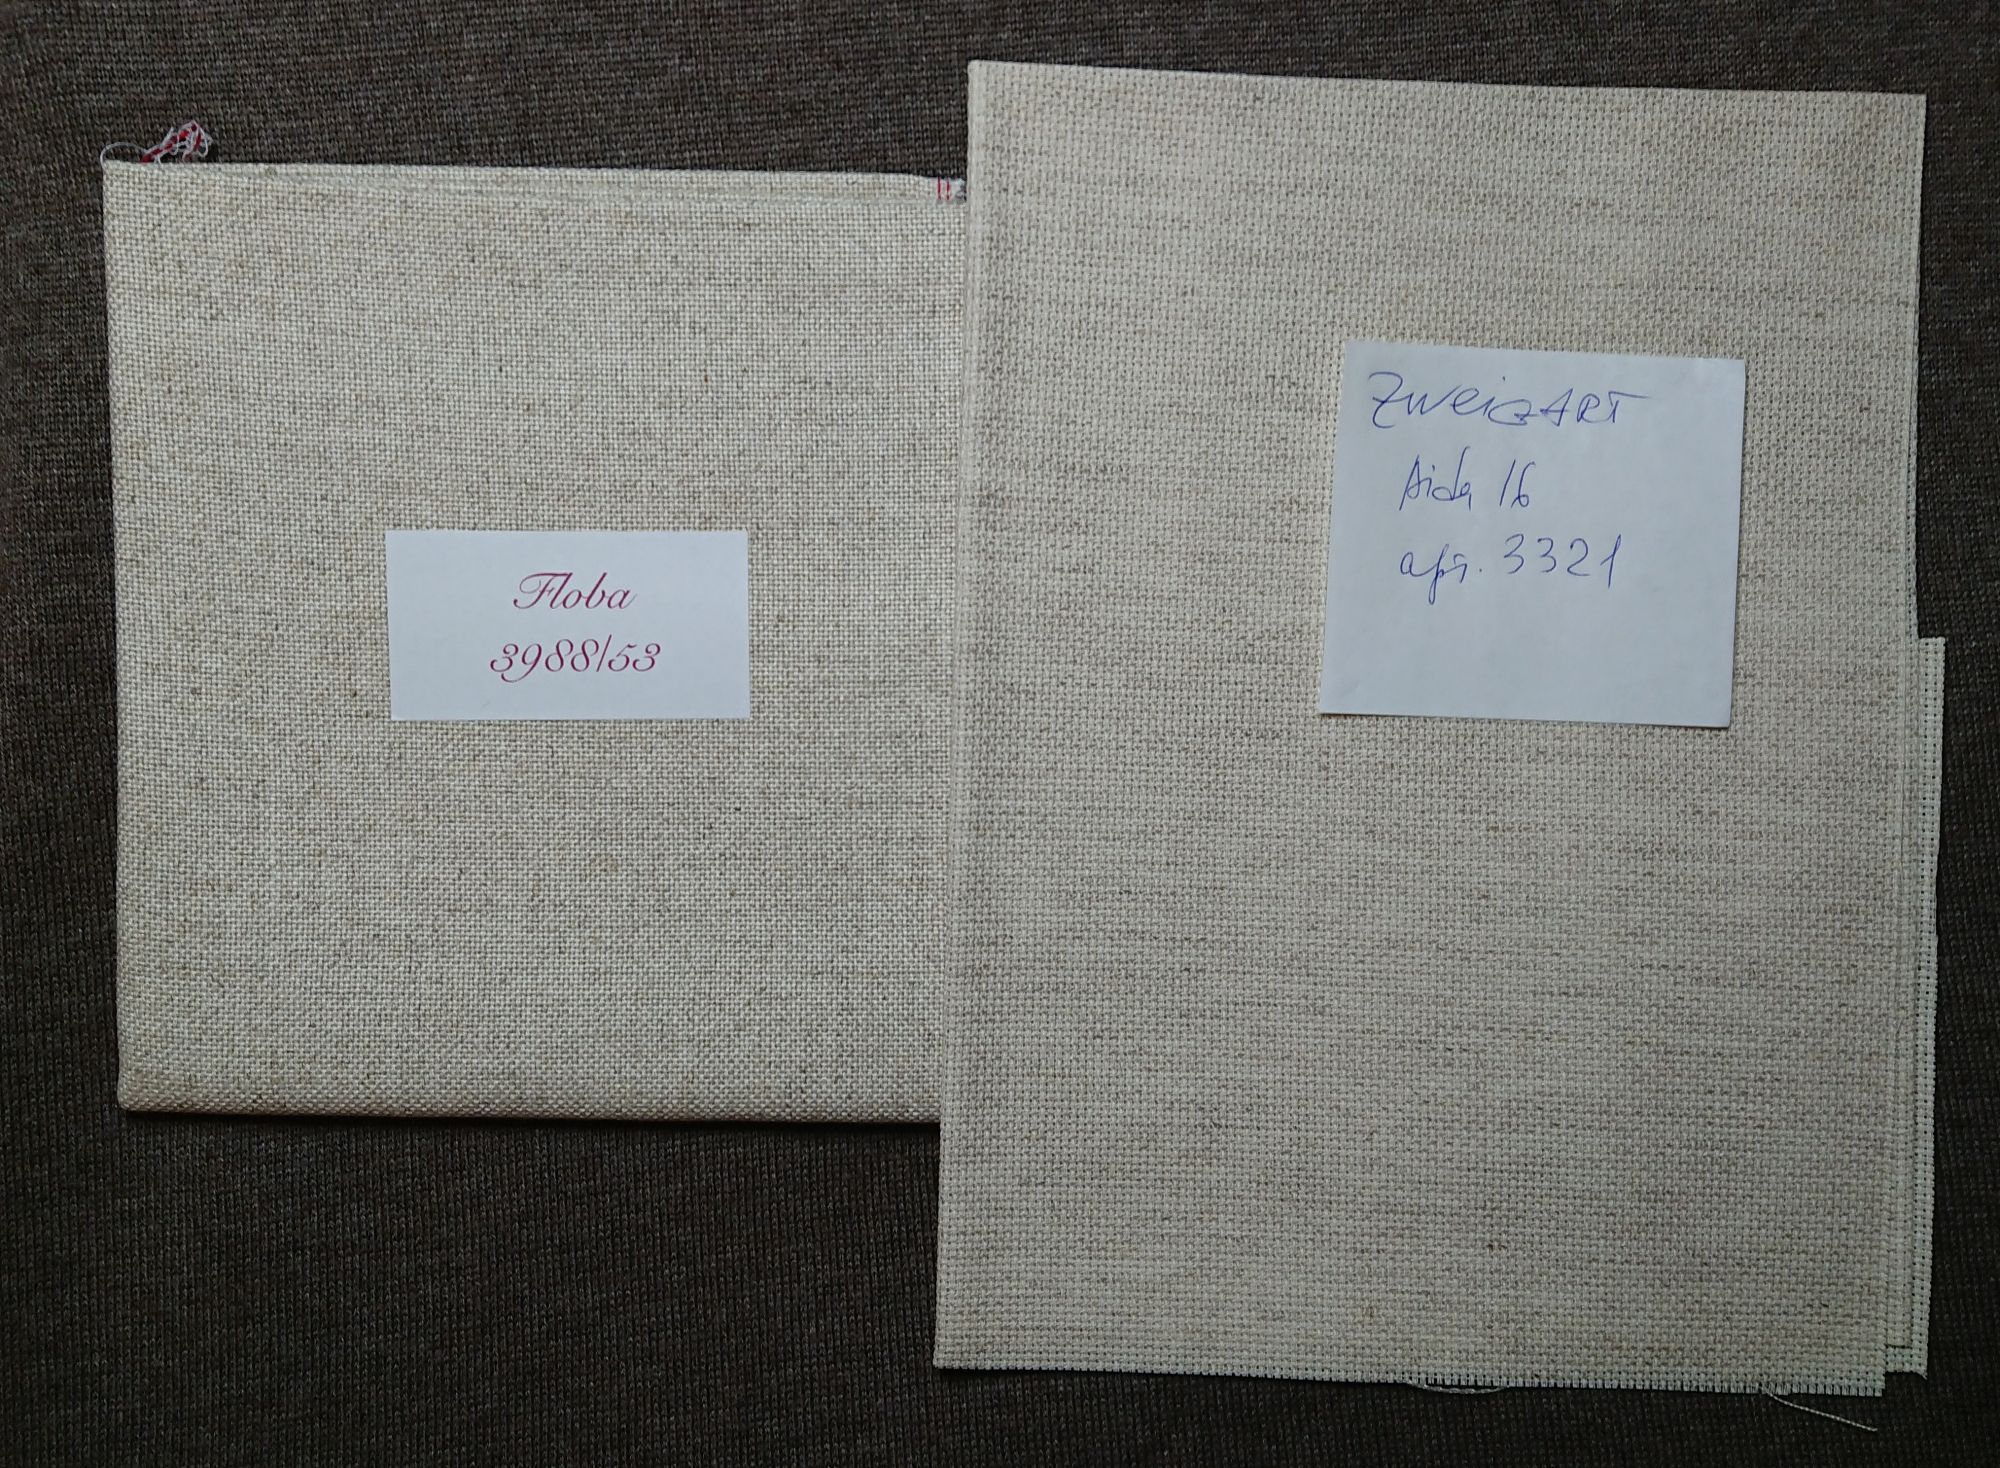 Floba
3988/53
ZweigART
Aida 16
арт. 3321